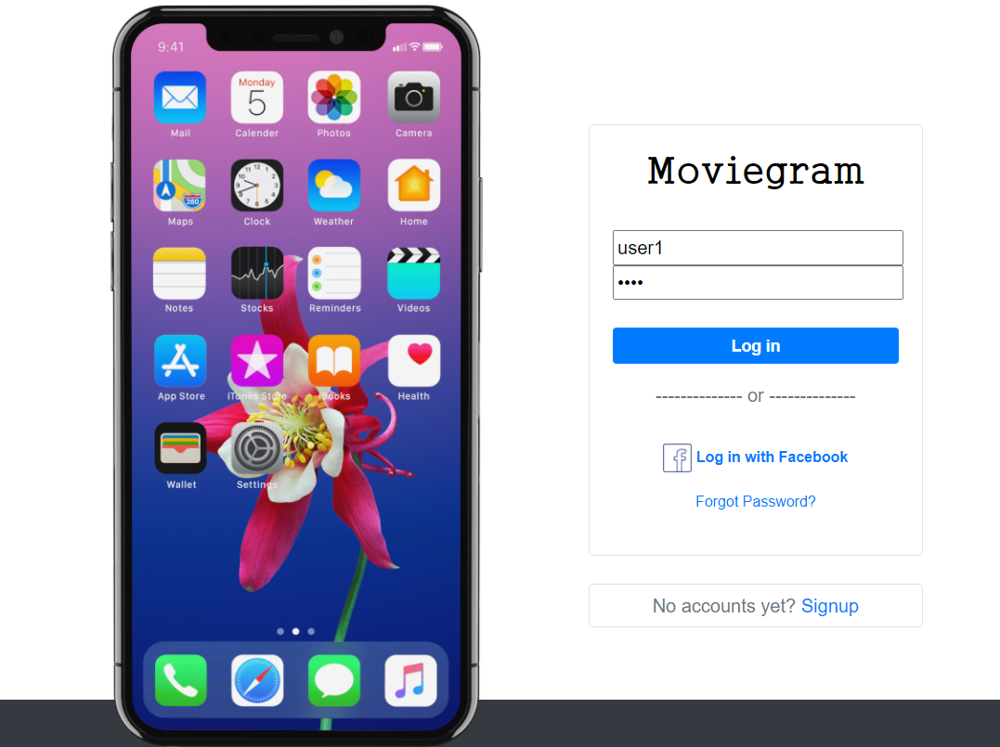 9:41
Monday
5
Mail
Calender
Photos
Camera
280
Maps
Clock
Weather
Home
Notes
Stocks
Reminders
Videos
App Store
iTunes Store
iBooks
Health
Wallet
Settings
Moviegram
user1
••••
Log in
-------------- or --------------
f Log in with Facebook
Forgot Password?
No accounts yet? Signup